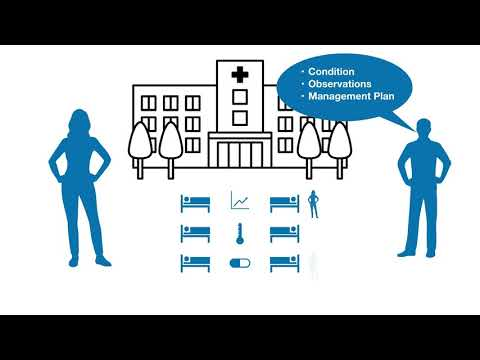 • Condition
• Observations
• Management Plan